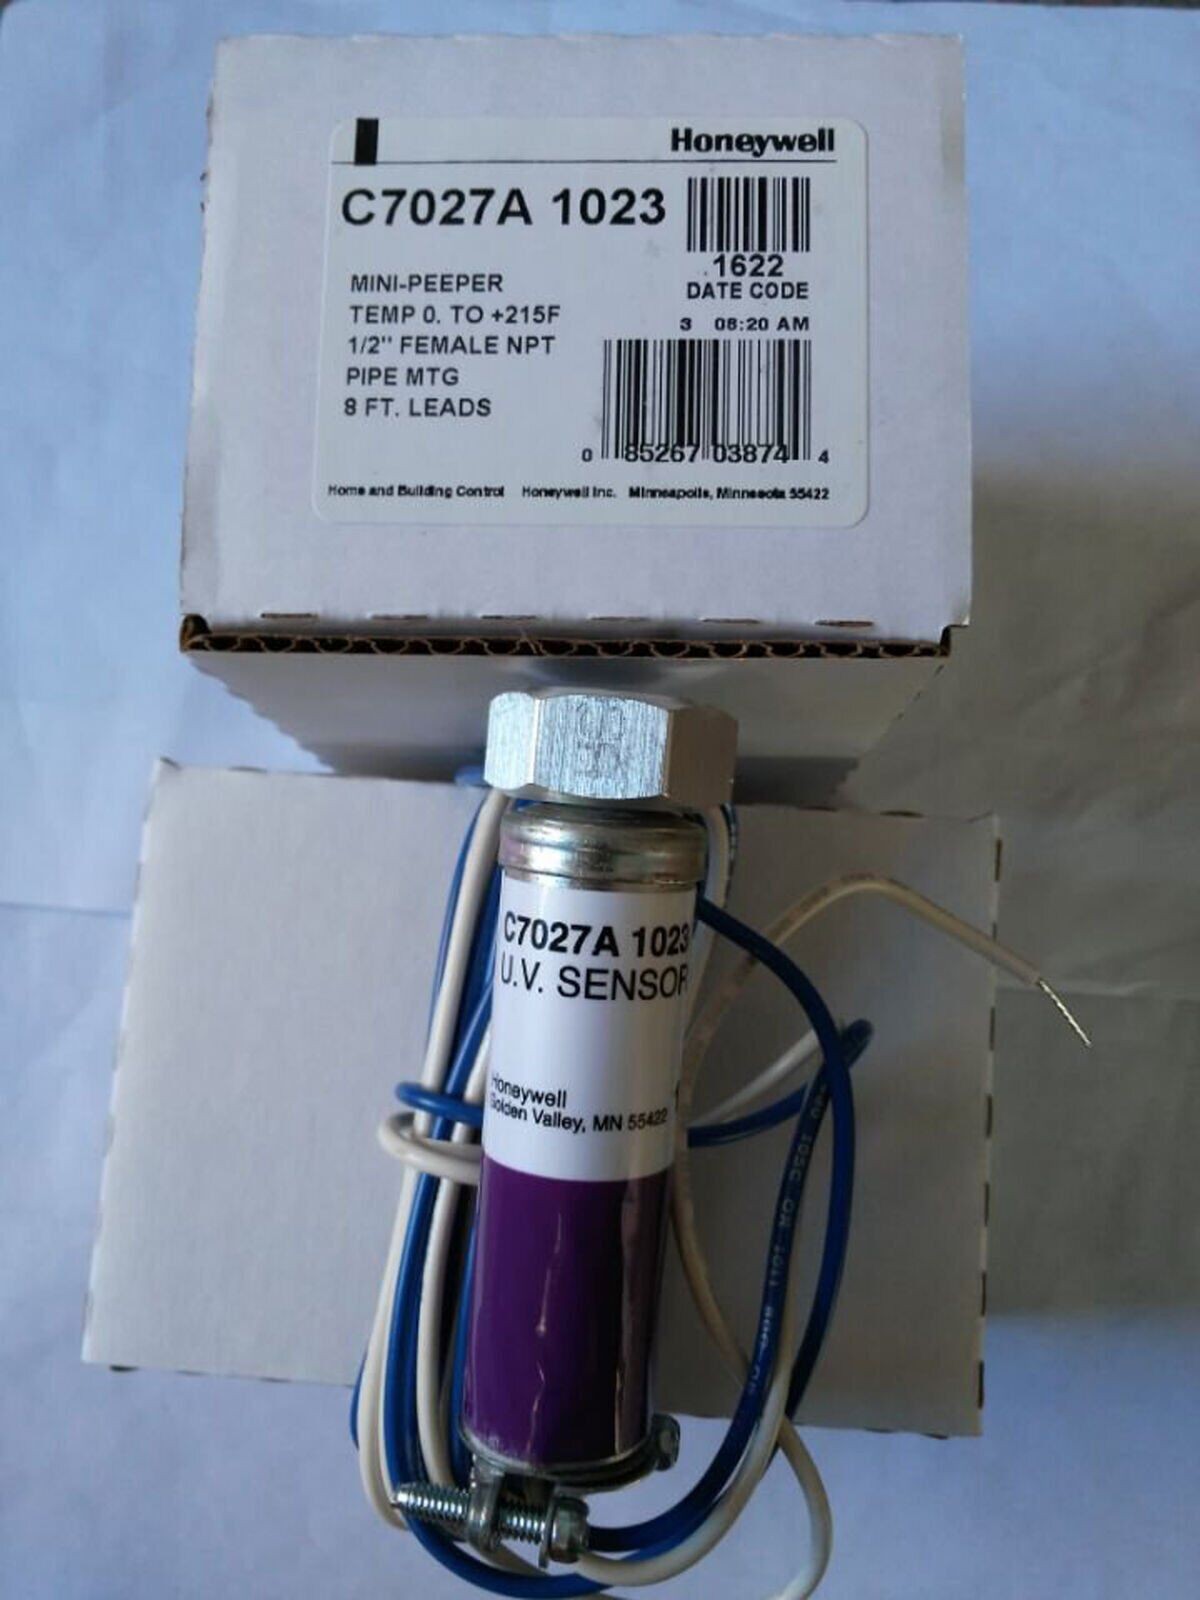 Honeywell
C7027A 1023
1622
DATE CODE
3 08:20 AM
MINI-PEEPER
TEMP 0. TO +215F
1/2" FEMALE NPT
PIPE MTG
8 FT. LEADS
0 85267 03874 4
Home and Building Control Honeywell Inc. Minneapolis, Minnesota 55422
C7027A 1023
U.V. SENSOR
Honeywell
Golden Valley, MN 55422